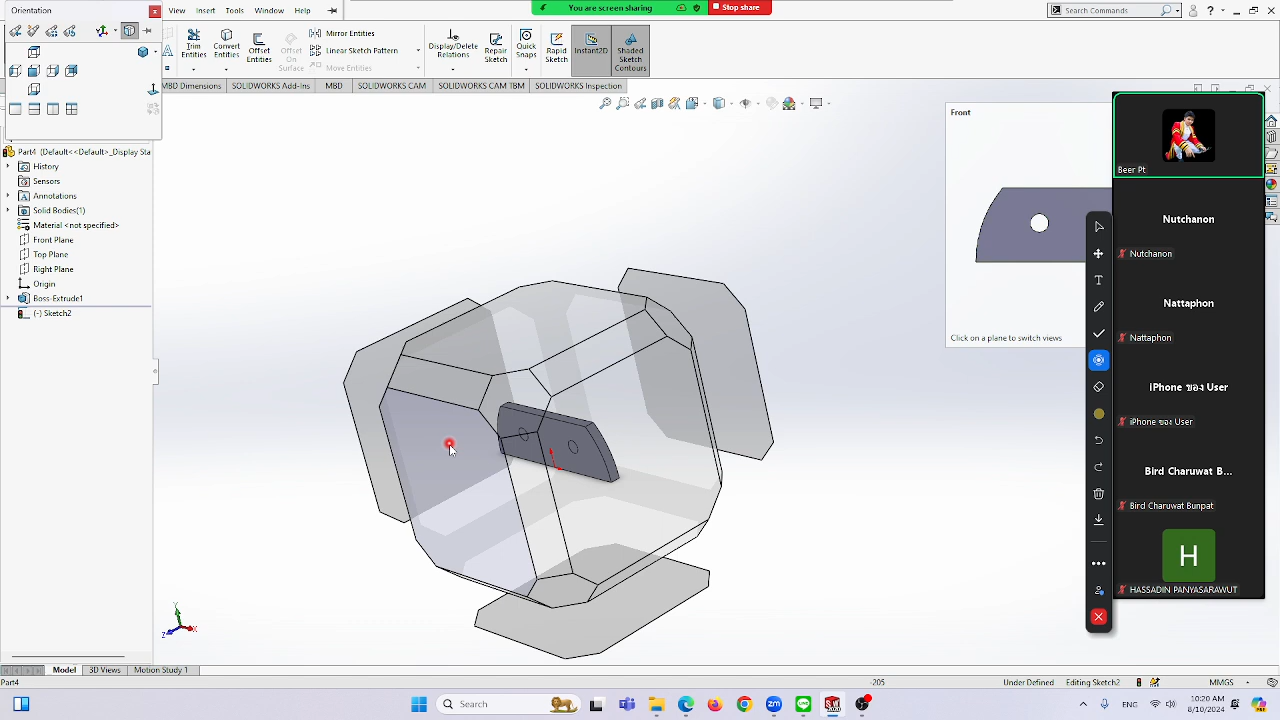 Orientation
View Insert Tools Window Help
You are screen sharing
Stop share
Search Commands
Trim Entities
Convert Entities
Offset Entities
Offset On Surface
Mirror Entities
Linear Sketch Pattern
Move Entities
Display/Delete Relations
Repair Sketch
Quick Snaps
Rapid Sketch
Instant2D
Shaded Sketch Contours
MBD Dimensions
SOLIDWORKS Add-Ins
MBD
SOLIDWORKS CAM
SOLIDWORKS CAM TBM
SOLIDWORKS Inspection
Part4 (Default<<Default>_Display Sta
History
Sensors
Annotations
Solid Bodies(1)
Material <not specified>
Front Plane
Top Plane
Right Plane
Origin
Boss-Extrude1
(-) Sketch2
Front
Click on a plane to switch views
Beer Pt
Nutchanon
Nutchanon
Nattaphon
Nattaphon
iPhone ของ User
iPhone ของ User
Bird Charuwat B...
Bird Charuwat Bunpat
H
HASSADIN PANYASARAWUT
Y
Z
X
Model
3D Views
Motion Study 1
Part4
-205
Under Defined
Editing Sketch2
MMGS
Search
ENG
10:20 AM
8/10/2024